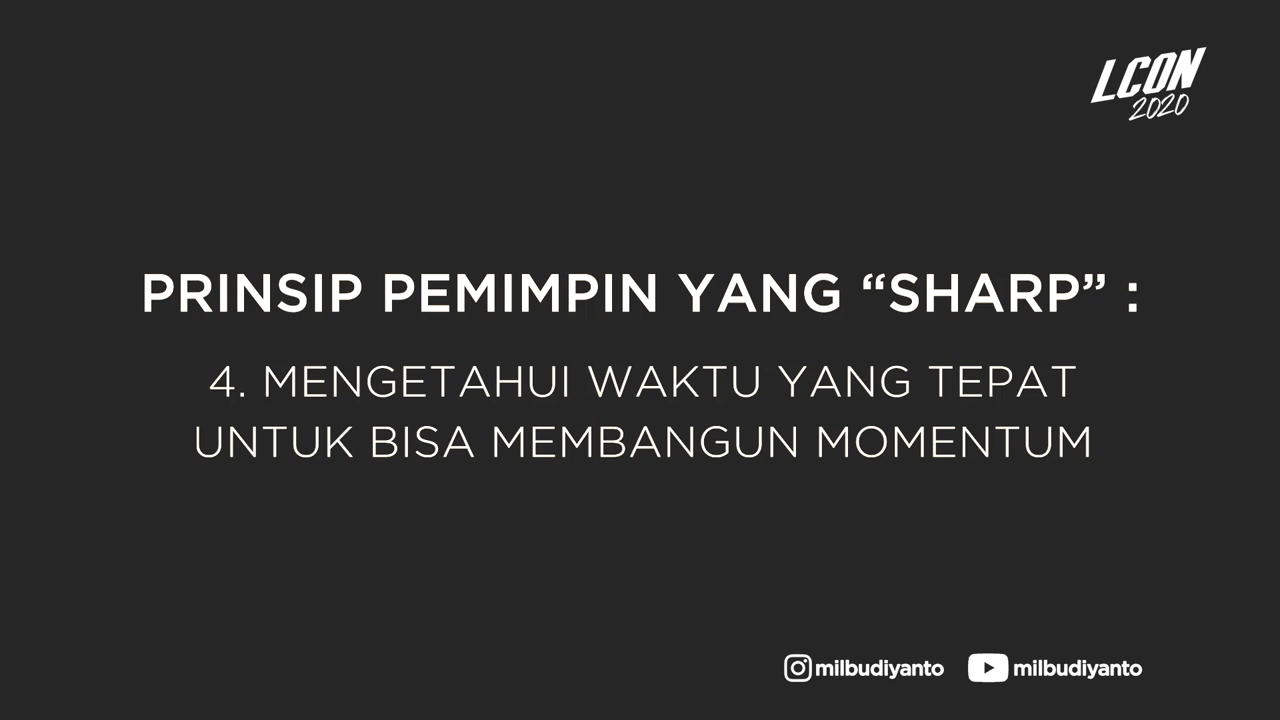 LCON
2020
PRINSIP PEMIMPIN YANG “SHARP” :
4. MENGETAHUI WAKTU YANG TEPAT
UNTUK BISA MEMBANGUN MOMENTUM
milbudiyanto milbudiyanto